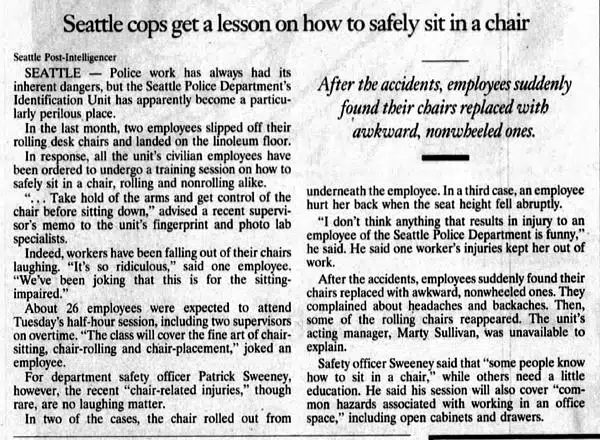 Seattle cops get a lesson on how to safely sit in a chair
Seattle Post-Intelligencer
SEATTLE — Police work has always had its
inherent dangers, but the Seattle Police Department's
Identification Unit has apparently become a particu-
larly perilous place.
In the last month, two employees slipped off their
rolling desk chairs and landed on the linoleum floor.
In response, all the unit's civilian employees have
been ordered to undergo a training session on how to
safely sit in a chair, rolling and nonrolling alike.
“. . . Take hold of the arms and get control of the
chair before sitting down,” advised a recent supervi-
sor's memo to the unit's fingerprint and photo lab
specialists.
Indeed, workers have been falling out of their chairs
laughing. “It's so ridiculous,” said one employee.
“We've been joking that this is for the sitting-
impaired.”
About 26 employees were expected to attend
Tuesday's half-hour session, including two supervisors
on overtime. “The class will cover the fine art of chair-
sitting, chair-rolling and chair-placement,” joked an
employee.
For department safety officer Patrick Sweeney,
however, the recent “chair-related injuries,” though
rare, are no laughing matter.
In two of the cases, the chair rolled out from
After the accidents, employees suddenly
found their chairs replaced with
awkward, nonwheeled ones.
underneath the employee. In a third case, an employee
hurt her back when the seat height fell abruptly.
“I don't think anything that results in injury to an
employee of the Seattle Police Department is funny,”
he said. He said one worker's injuries kept her out of
work.
After the accidents, employees suddenly found their
chairs replaced with awkward, nonwheeled ones. They
complained about headaches and backaches. Then,
some of the rolling chairs reappeared. The unit's
acting manager, Marty Sullivan, was unavailable to
explain.
Safety officer Sweeney said that “some people know
how to sit in a chair,” while others need a little
education. He said his session will also cover “com-
mon hazards associated with working in an office
space,” including open cabinets and drawers.